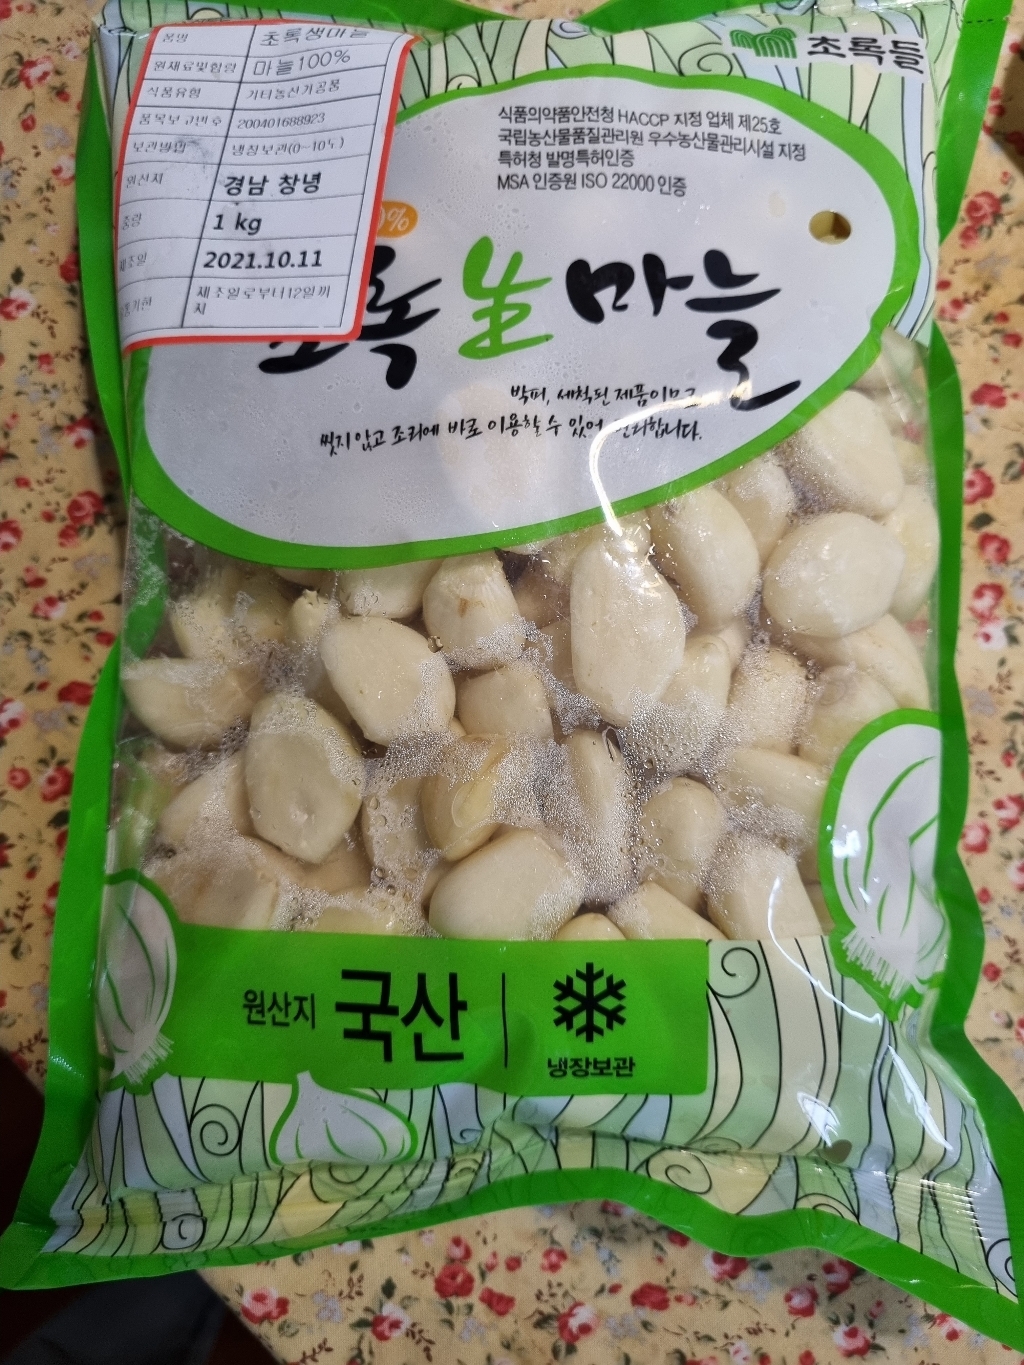 품명 초록생마늘
원재료및함량 마늘100%
식품유형 기타농산가공품
품목보고번호 200401688923
보관방법 냉장보관(0~10℃)
원산지 경남 창녕
중량 1 kg
제조일 2021.10.11
제조일로부터12일까
지
초록들
식품의약품안전청 HACCP 지정 업체 제25호
국립농산물품질관리원 우수농산물관리시설 지정
특허청 발명특허인증
MSA 인증원 ISO 22000 인증
0%
초록生마늘
박피, 세척된 제품이므로
씻지 않고 조리에 바로 이용할 수 있어 편리합니다.
원산지 국산
냉장보관